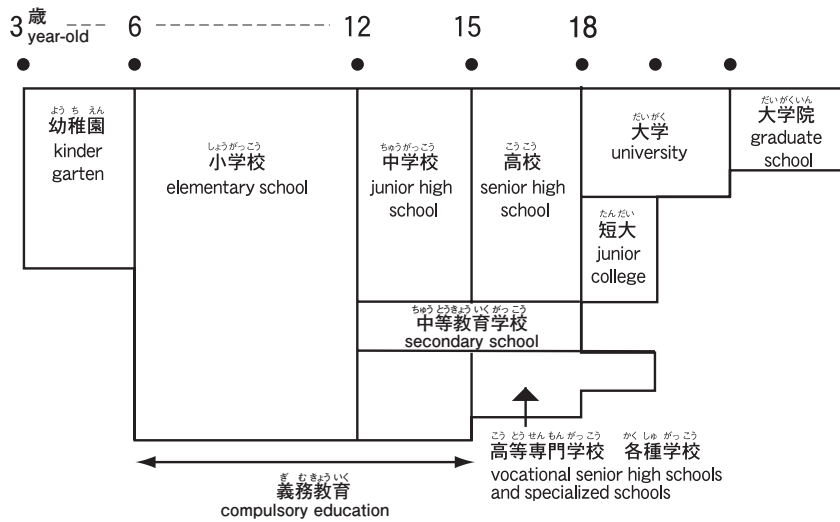 3 歳 6 12 15 18
year-old
ようちえん
幼稚園
kinder
garten
しょうがっこう
小学校
elementary school
ちゅうがっこう
中学校
junior high
school
こうこう
高校
senior high
school
だいがく
大学
university
だいがくいん
大学院
graduate
school
たんだい
短大
junior
college
ちゅうとうきょういくがっこう
中等教育学校
secondary school
こうとうせんもんがっこう かくしゅがっこう
高等専門学校 各種学校
vocational senior high schools
and specialized schools
ぎむきょういく
義務教育
compulsory education